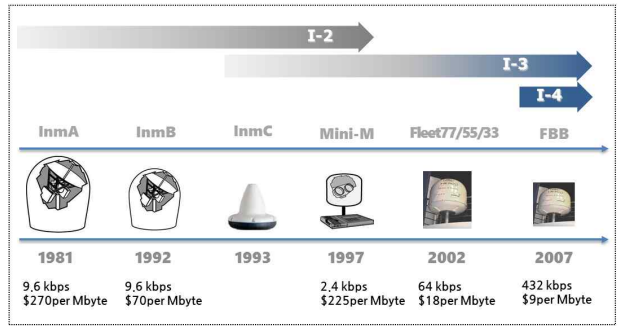 I-2
I-3
I-4
InmA InmB InmC Mini-M Fleet77/55/33 FBB
1981 1992 1993 1997 2002 2007
9,6 kbps 9,6 kbps 2,4 kbps 64 kbps 432 kbps
$270per Mbyte $70per Mbyte $225per Mbyte $18per Mbyte $9per Mbyte